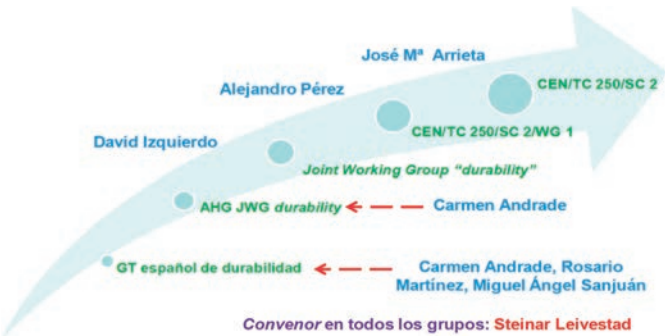 José Mª Arrieta
CEN/TC 250/SC 2
Alejandro Pérez
CEN/TC 250/SC 2/WG 1
David Izquierdo
Joint Working Group "durability"
AHG JWG durability
Carmen Andrade
GT español de durabilidad
Carmen Andrade, Rosario
Martínez, Miguel Ángel Sanjuán
Convenor en todos los grupos: Steinar Leivestad